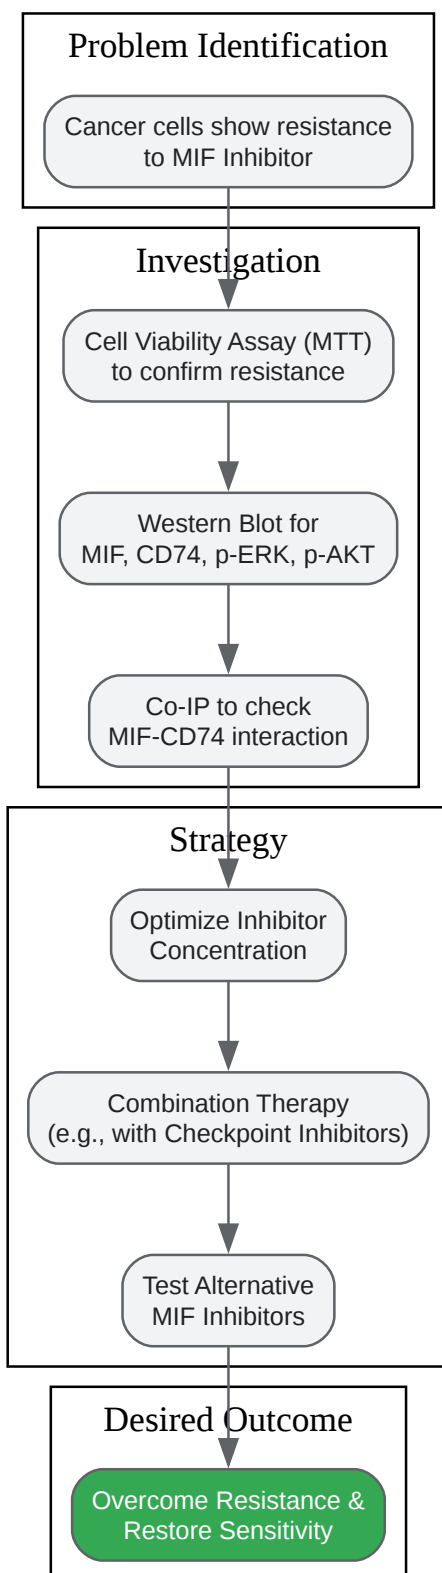 Problem Identification
Cancer cells show resistance
to MIF Inhibitor
Investigation
Cell Viability Assay (MTT)
to confirm resistance
Western Blot for
MIF, CD74, p-ERK, p-AKT
Co-IP to check
MIF-CD74 interaction
Strategy
Optimize Inhibitor
Concentration
Combination Therapy
(e.g., with Checkpoint Inhibitors)
Test Alternative
MIF Inhibitors
Desired Outcome
Overcome Resistance &
Restore Sensitivity